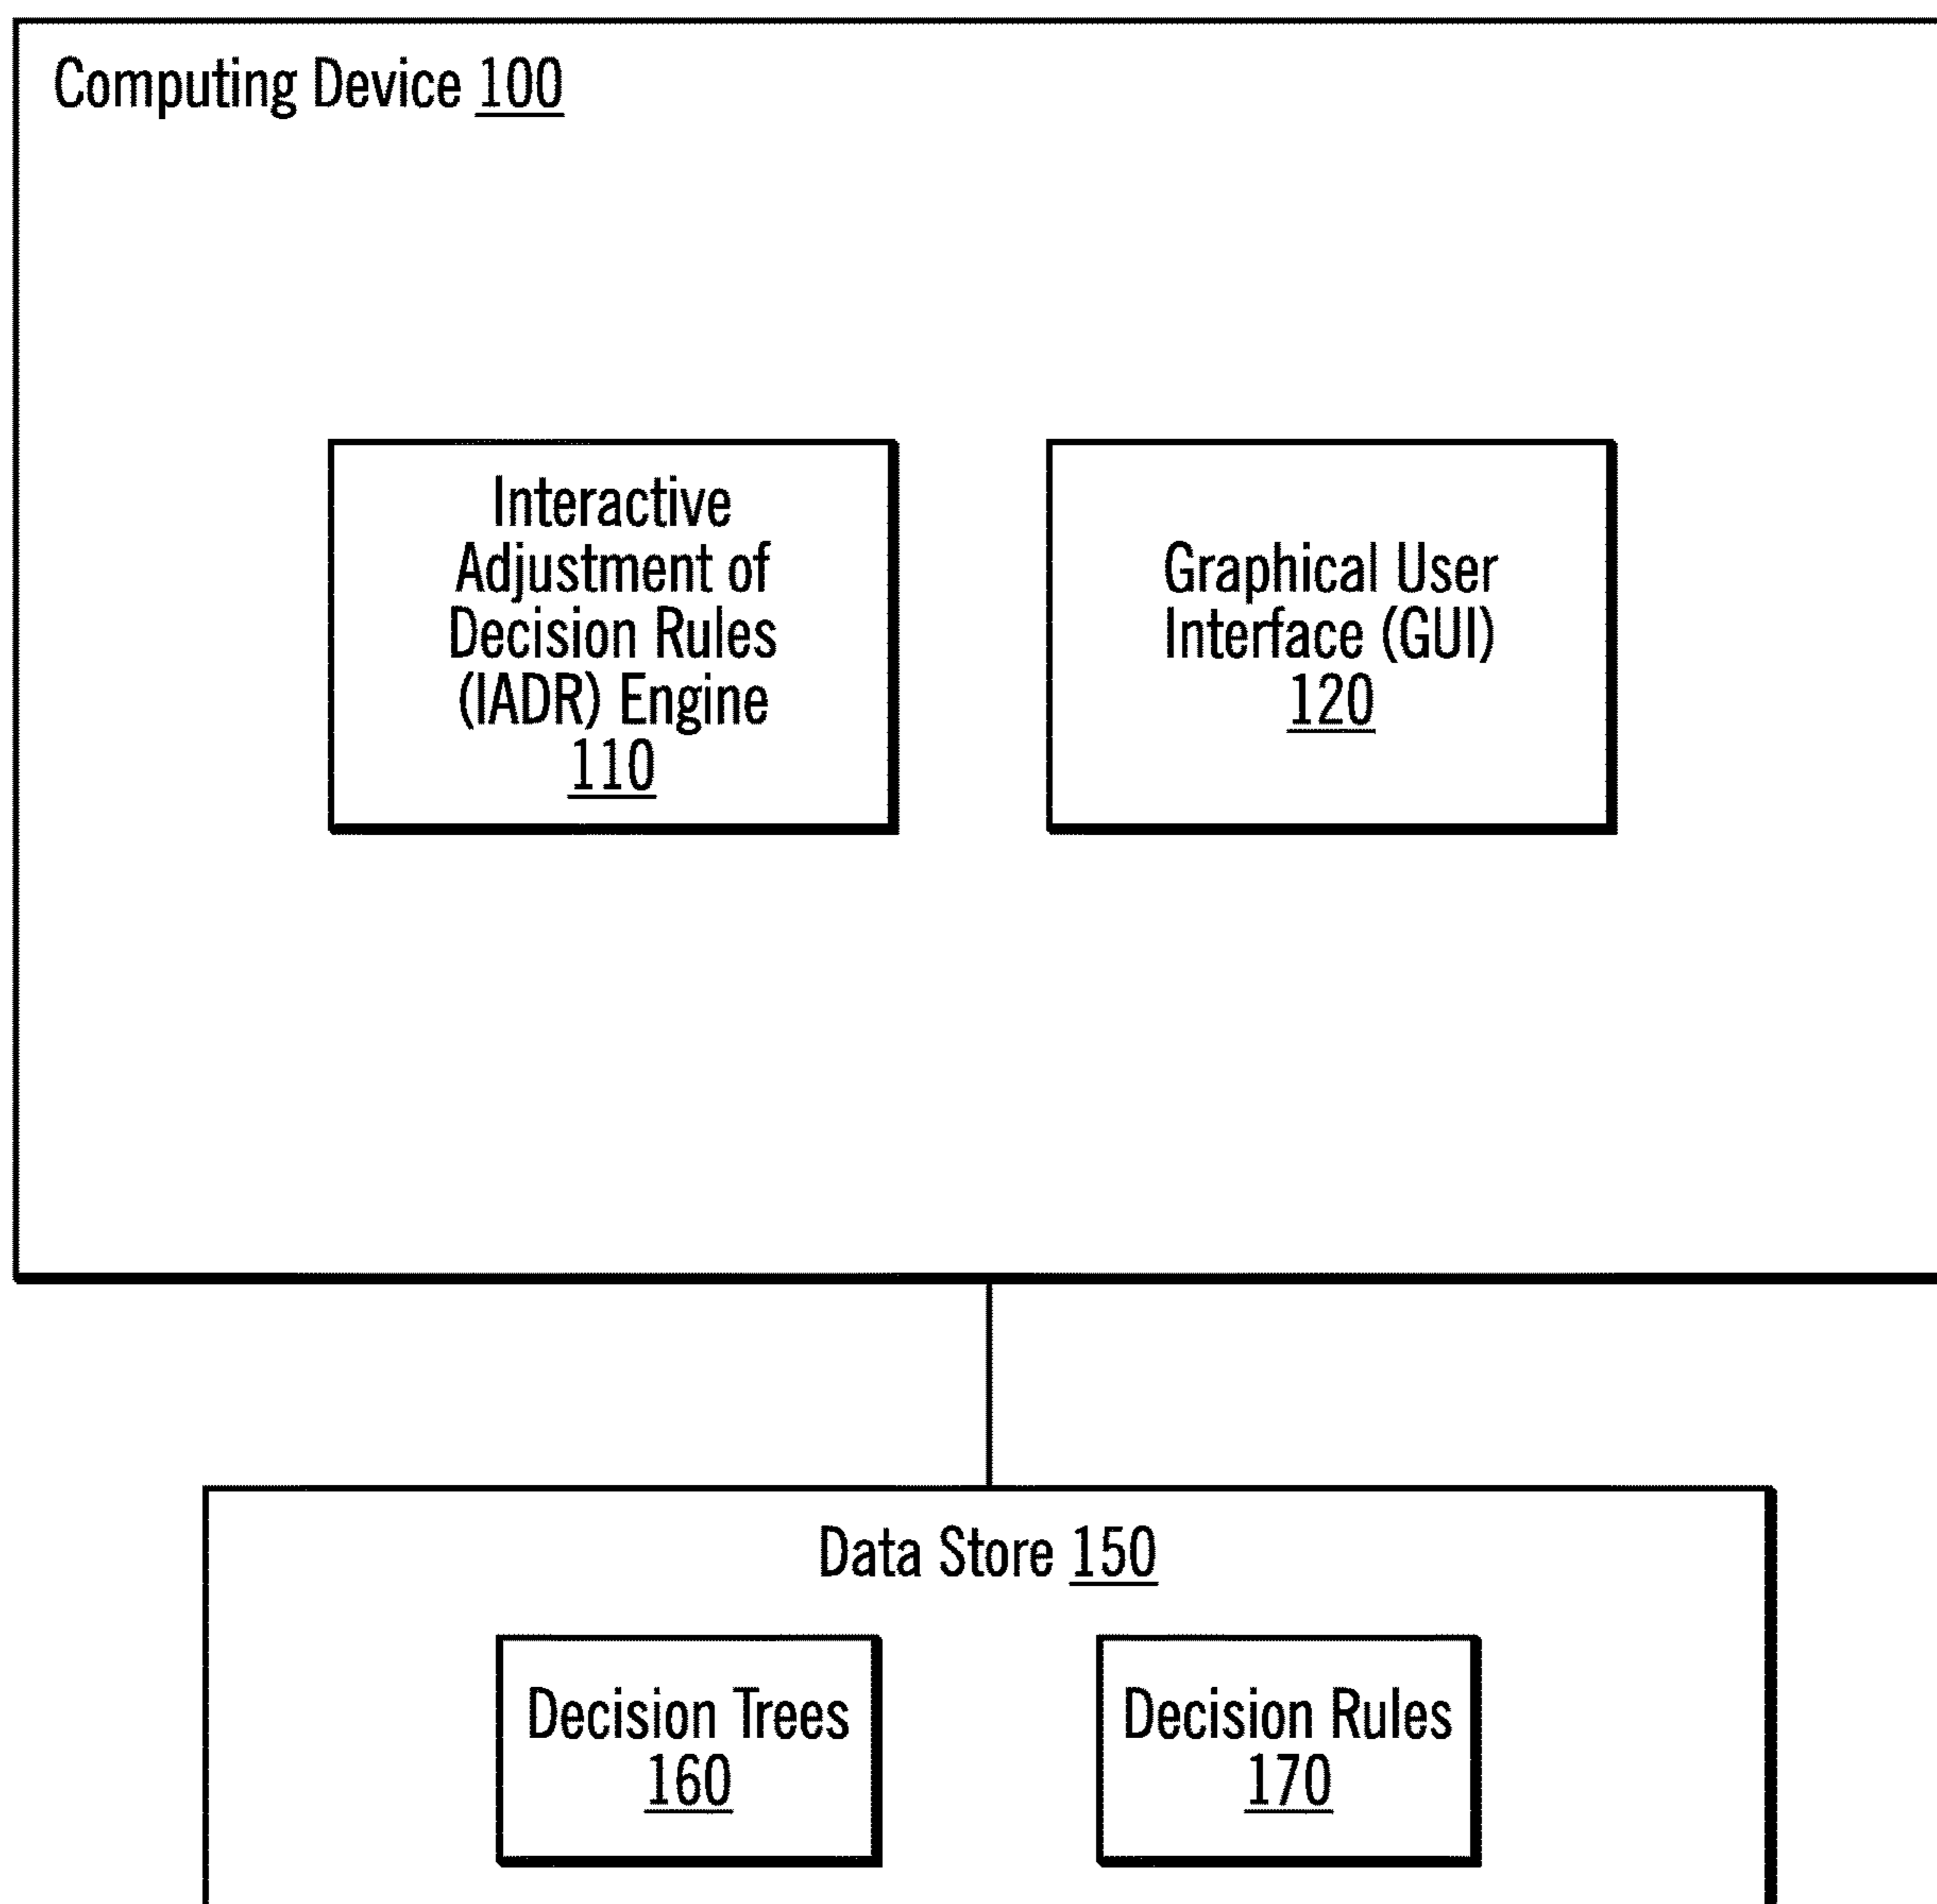 Computing Device 100
Interactive
Adjustment of
Decision Rules
(IADR) Engine
110
Graphical User
Interface (GUI)
120
Data Store 150
Decision Trees
160
Decision Rules
170